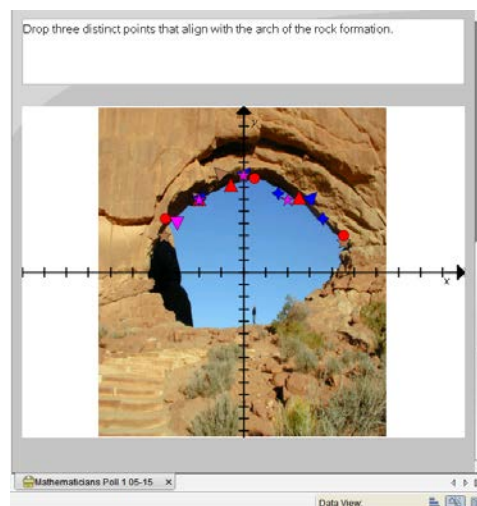 Drop three distinct points that align with the arch of the rock formation.
y
x
Mathematicians Poll 1 05-15 x
Data View